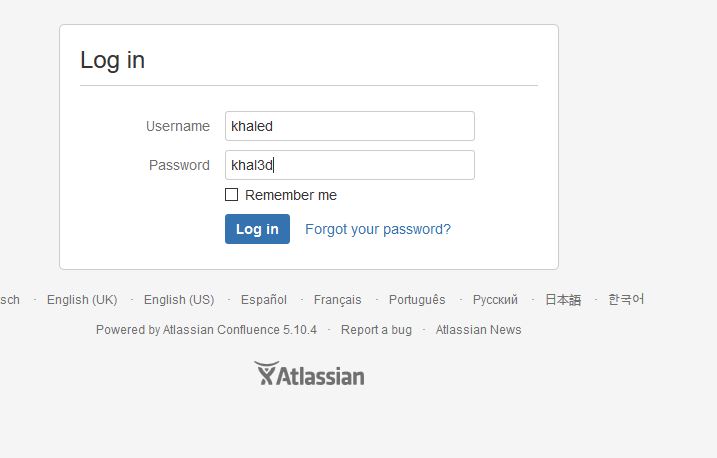 Log in
Username khaled
Password khal3d
Remember me
Log in Forgot your password?
sch · English (UK) · English (US) · Español · Français · Português · Русский · 日本語 · 한국어
Powered by Atlassian Confluence 5.10.4 · Report a bug · Atlassian News
Atlassian